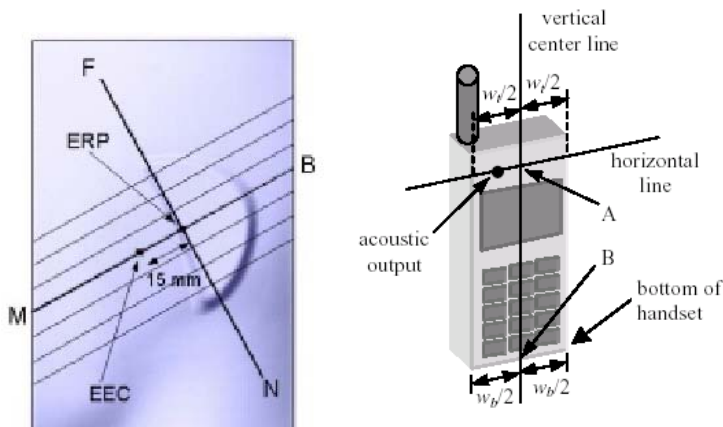 F
ERP
B
15 mm
M
EEC
N
vertical
center line
w_t/2
w_t/2
horizontal
line
A
acoustic
output
B
bottom of
handset
w_b/2
w_b/2